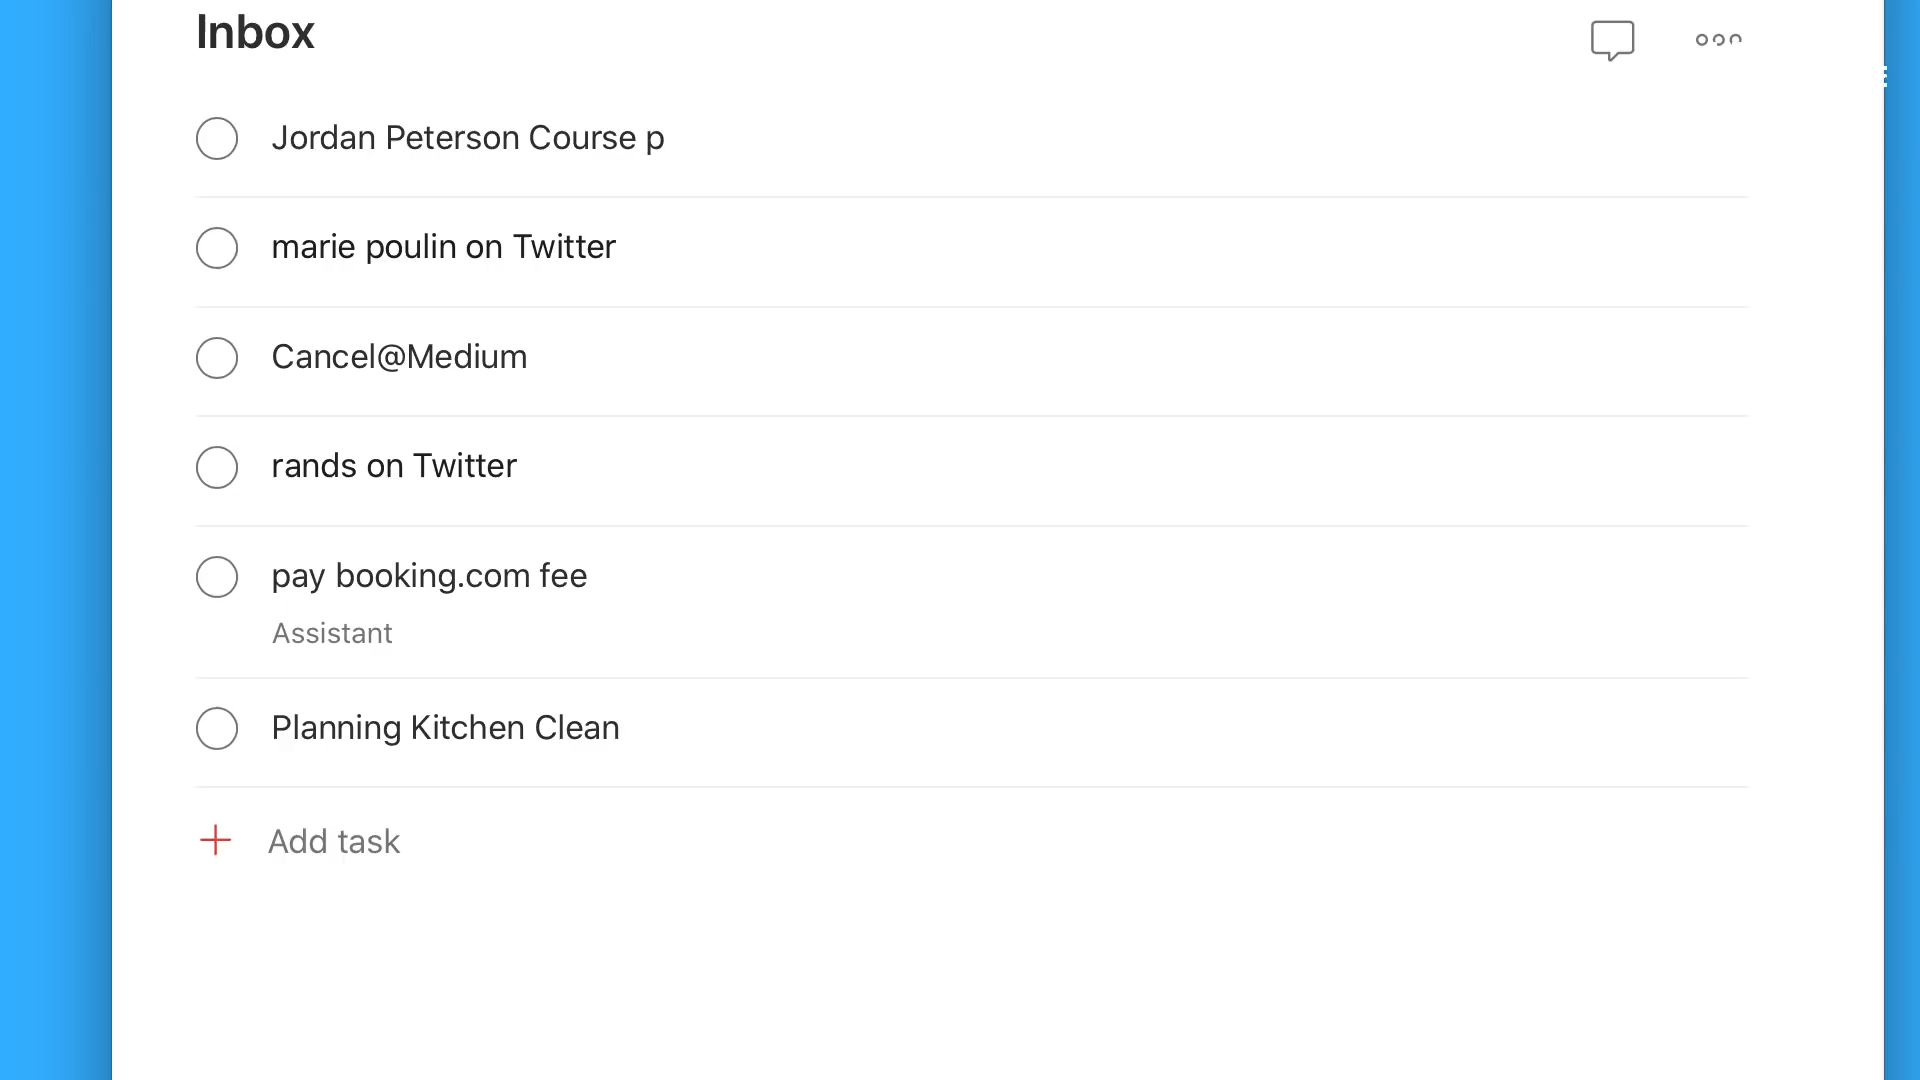 Inbox
Jordan Peterson Course p
marie poulin on Twitter
Cancel@Medium
rands on Twitter
pay booking.com fee
Assistant
Planning Kitchen Clean
Add task